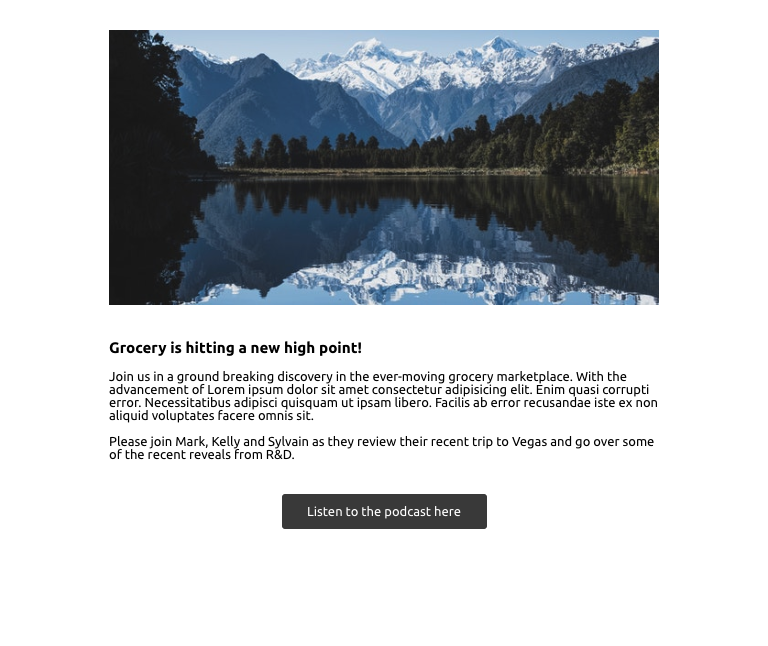 Grocery is hitting a new high point!
Join us in a ground breaking discovery in the ever-moving grocery marketplace. With the
advancement of Lorem ipsum dolor sit amet consectetur adipisicing elit. Enim quasi corrupti
error. Necessitatibus adipisci quisquam ut ipsam libero. Facilis ab error recusandae iste ex non
aliquid voluptates facere omnis sit.
Please join Mark, Kelly and Sylvain as they review their recent trip to Vegas and go over some
of the recent reveals from R&D.
Listen to the podcast here